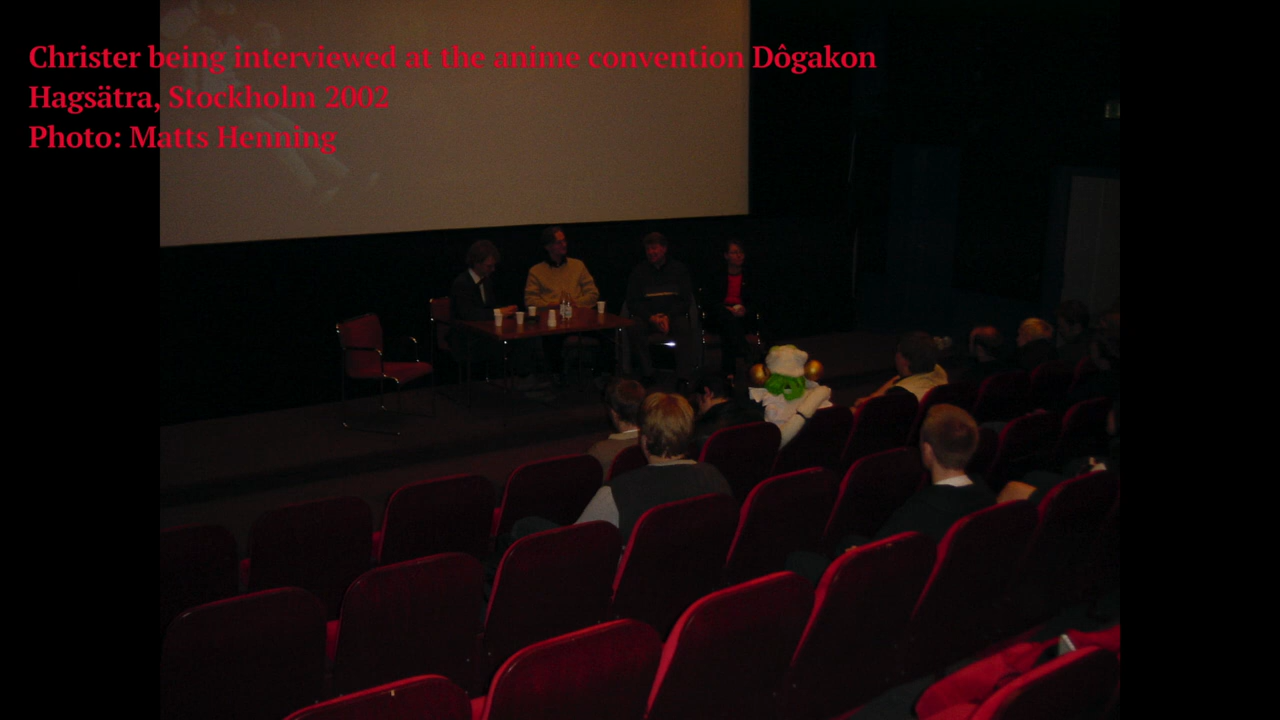 Christer being interviewed at the anime convention Dôgakon
Hagsätra, Stockholm 2002
Photo: Matts Henning